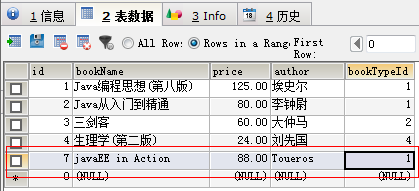 1 信息 2 表数据 3 Info 4 历史
All Row: Rows in a Rang First Row: 0
id bookName price author bookTypeId
1 Java编程思想(第八版) 125.00 埃史尔 1
2 Java从入门到精通 80.00 李钟尉 1
3 三剑客 60.00 大仲马 2
4 生理学(第二版) 24.00 刘先国 4
7 javaEE in Action 88.00 Toueros 1
* 0 (NULL) (NULL) (NULL) (NULL)